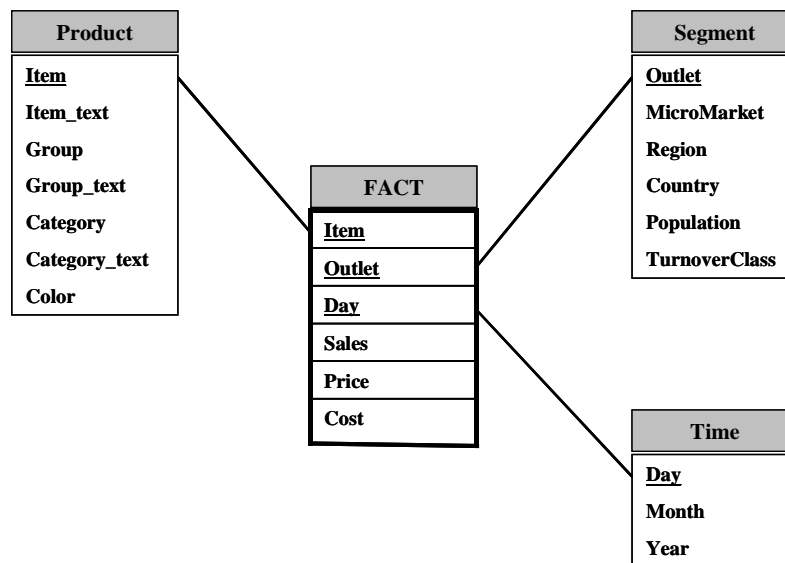 Product
Item
Item_text
Group
Group_text
Category
Category_text
Color
FACT
Item
Outlet
Day
Sales
Price
Cost
Segment
Outlet
MicroMarket
Region
Country
Population
TurnoverClass
Time
Day
Month
Year